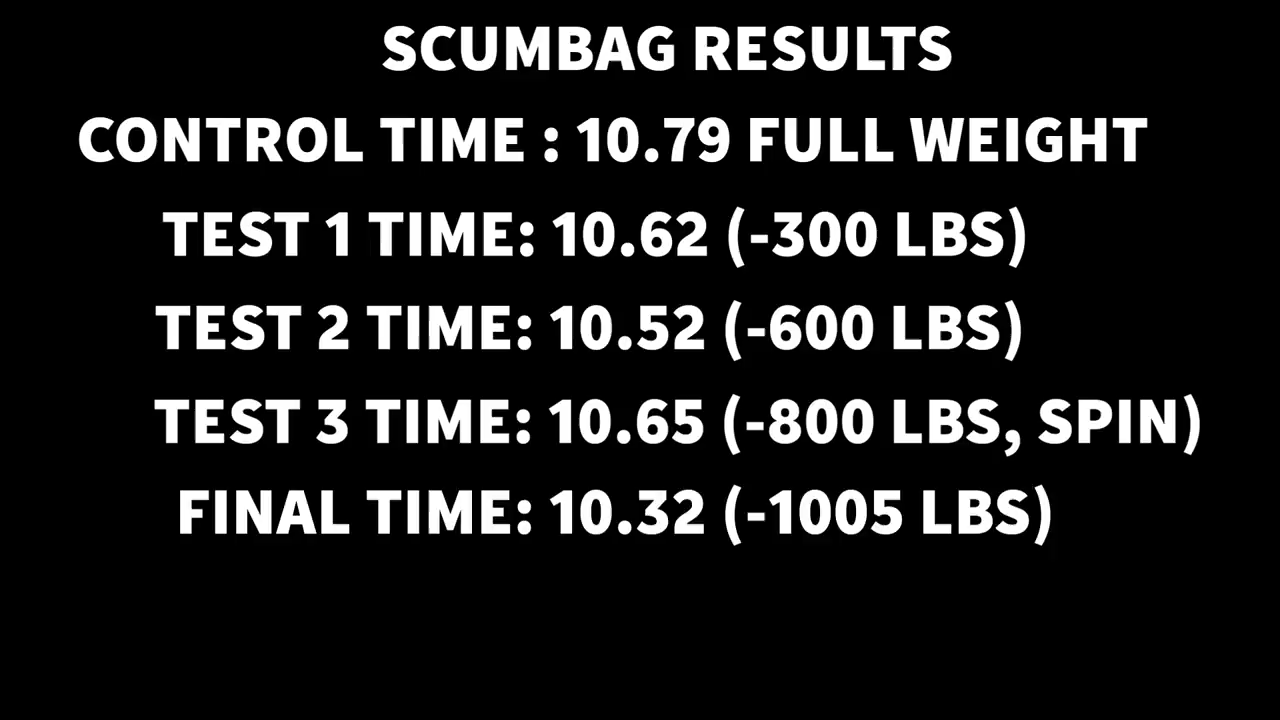 SCUMBAG RESULTS
CONTROL TIME : 10.79 FULL WEIGHT
TEST 1 TIME: 10.62 (-300 LBS)
TEST 2 TIME: 10.52 (-600 LBS)
TEST 3 TIME: 10.65 (-800 LBS, SPIN)
FINAL TIME: 10.32 (-1005 LBS)